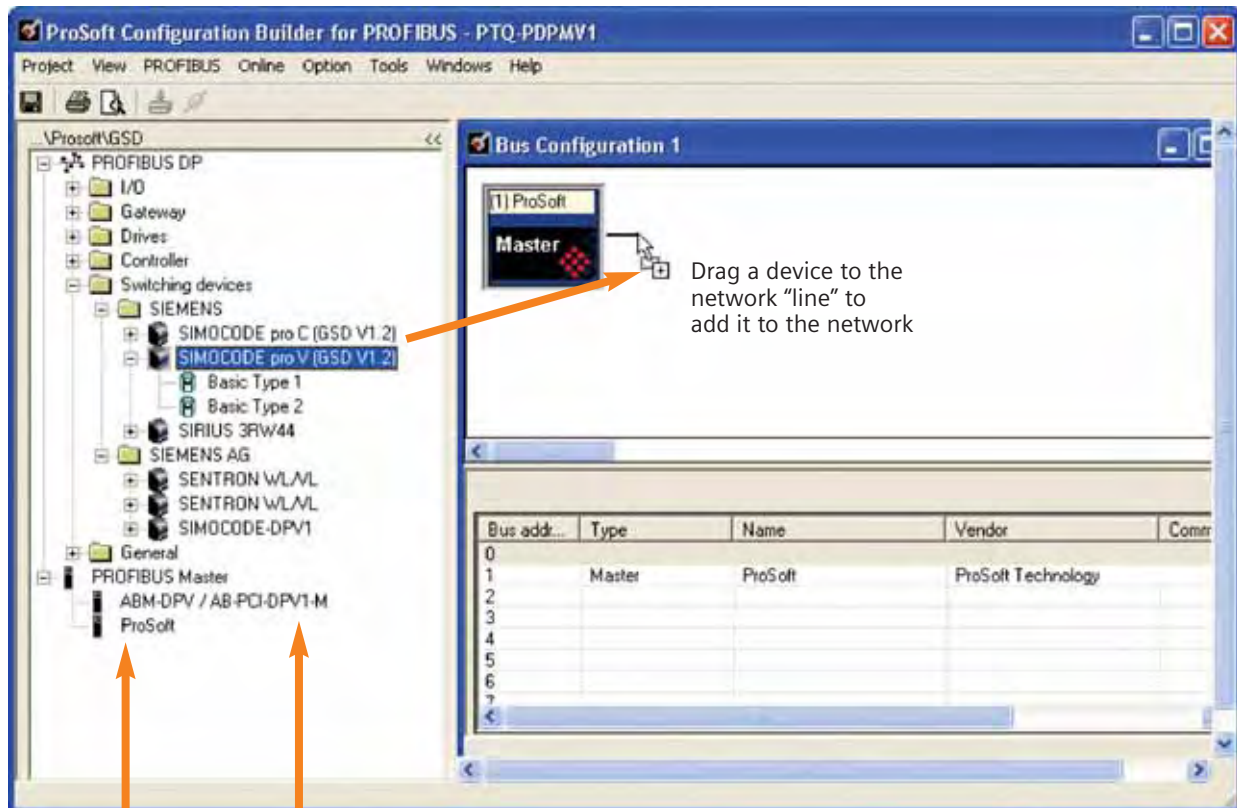 ProSoft Configuration Builder for PROFIBUS - PTQ-PDPMV1
Project View PROFIBUS Online Option Tools Windows Help
...\Prosoft\GSD <<
PROFIBUS DP
I/O
Gateway
Drives
Controller
Switching devices
SIEMENS
SIMOCODE pro C (GSD V1.2)
SIMOCODE pro V (GSD V1.2)
Basic Type 1
Basic Type 2
SIRIUS 3RW44
SIEMENS AG
SENTRON WL/VL
SENTRON WL/VL
SIMOCODE-DPV1
General
PROFIBUS Master
ABM-DPV / AB-PCI-DPV1-M
ProSoft
Bus Configuration 1
(1) ProSoft
Master
Drag a device to the
network “line” to
add it to the network
Bus addr... Type Name Vendor Comm
0
1 Master ProSoft ProSoft Technology
2
3
4
5
6
7